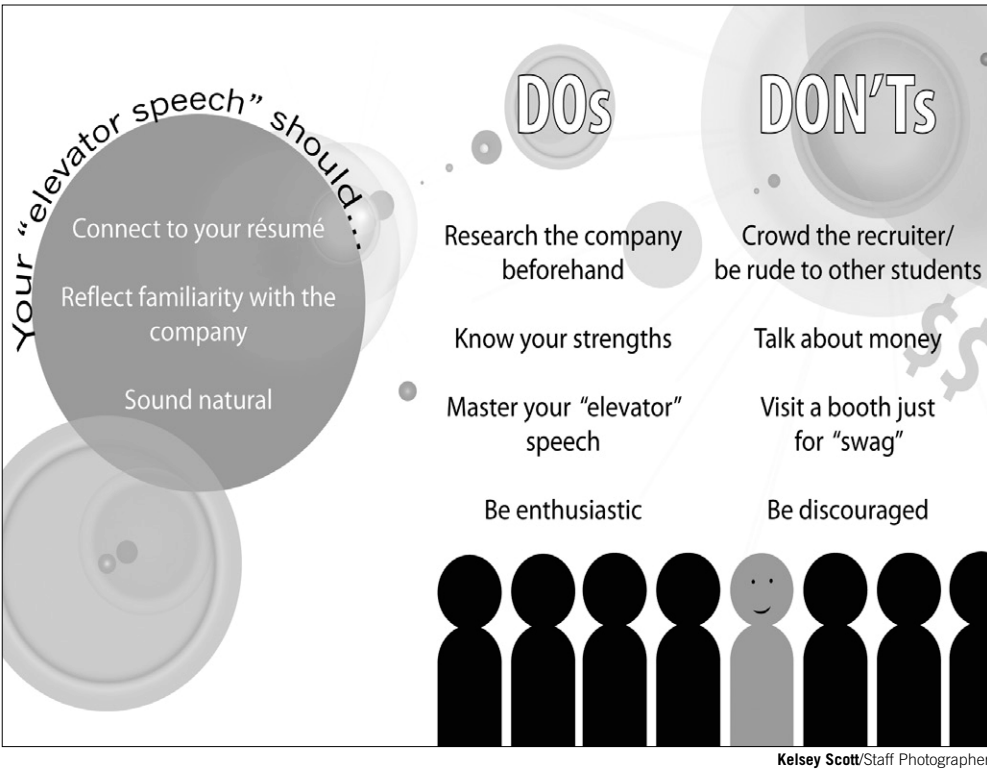 Your "elevator speech" should...
Connect to your résumé
Reflect familiarity with the
company
Sound natural
DOs
Research the company
beforehand
Know your strengths
Master your "elevator"
speech
Be enthusiastic
DON'Ts
Crowd the recruiter/
be rude to other students
Talk about money
$$
Visit a booth just
for "swag"
Be discouraged
Kelsey Scott/Staff Photographer